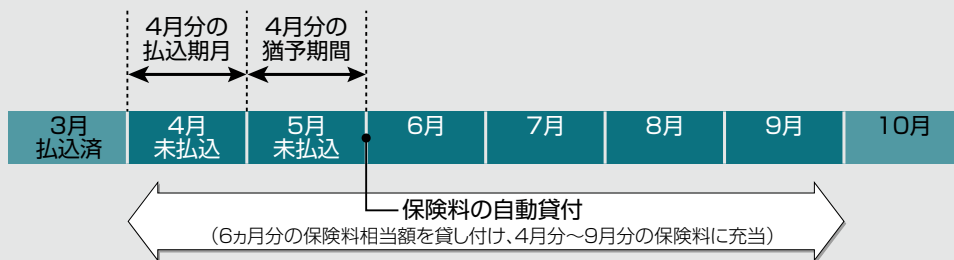 4月分の
払込期月
4月分の
猶予期間
3月
払込済
4月
未払込
5月
未払込
6月
7月
8月
9月
10月
保険料の自動貸付
(6ヵ月分の保険料相当額を貸し付け、4月分～9月分の保険料に充当)